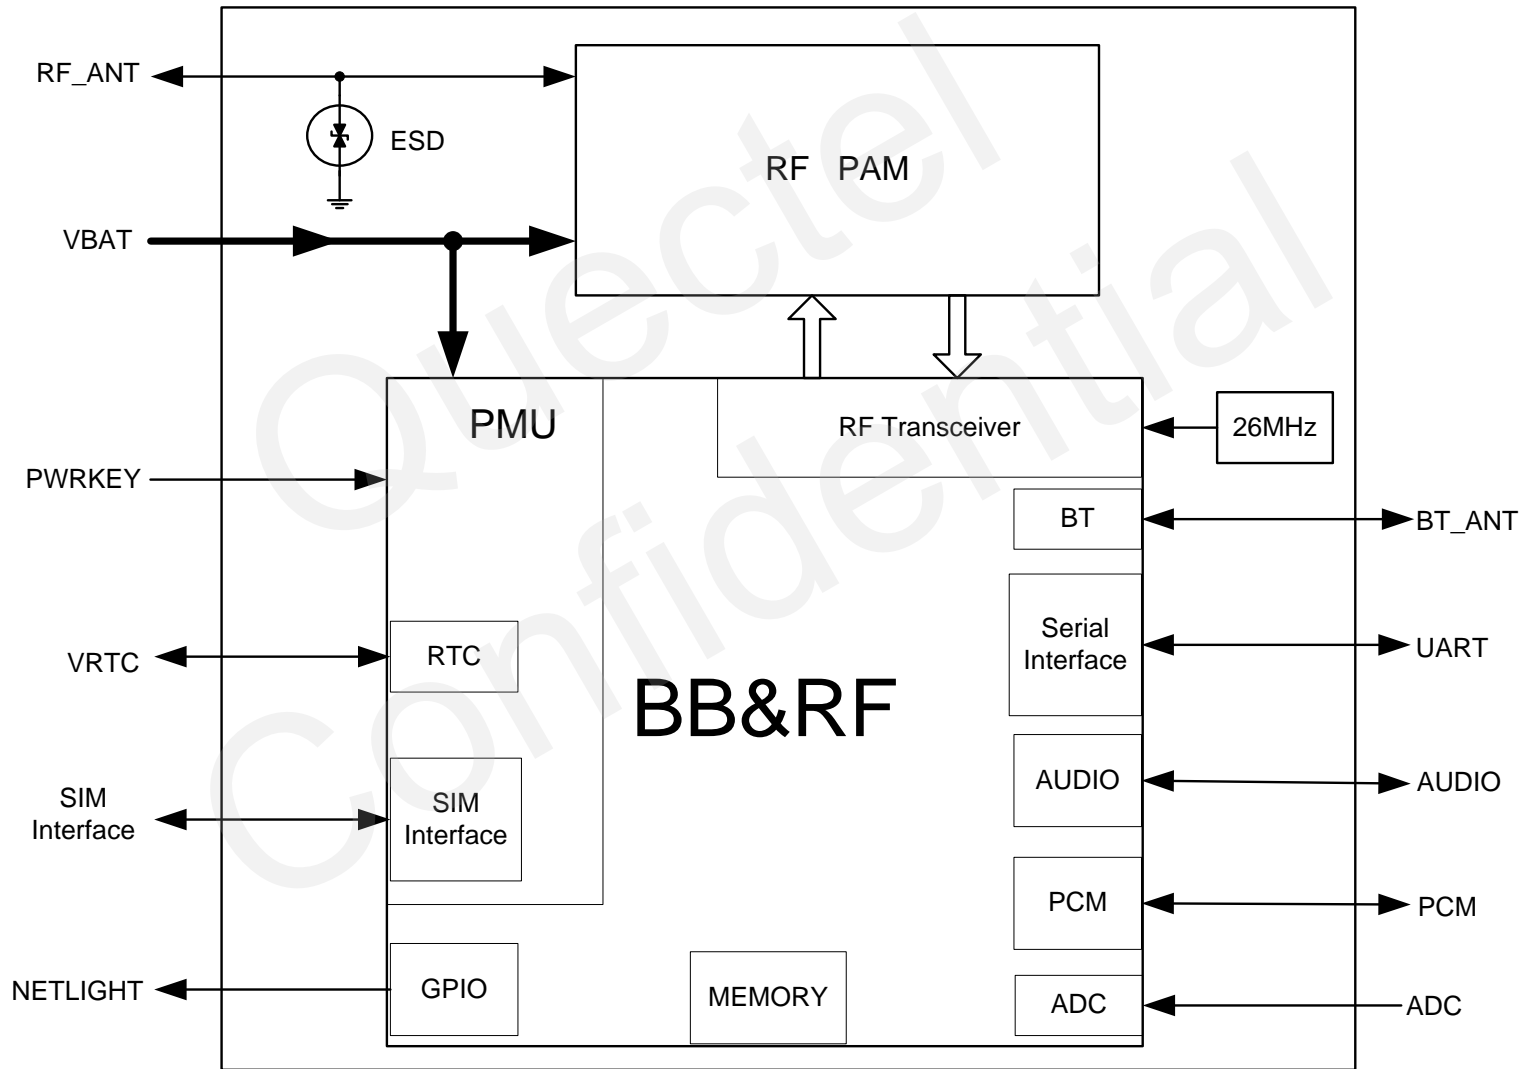 RF_ANT
ESD
RF PAM
VBAT
PMU
RF Transceiver
26MHz
PWRKEY
BT
BT_ANT
Serial
Interface
UART
VRTC
RTC
BB&RF
AUDIO
AUDIO
SIM
Interface
SIM
Interface
PCM
PCM
NETLIGHT
GPIO
MEMORY
ADC
ADC
Quectel
Confidential